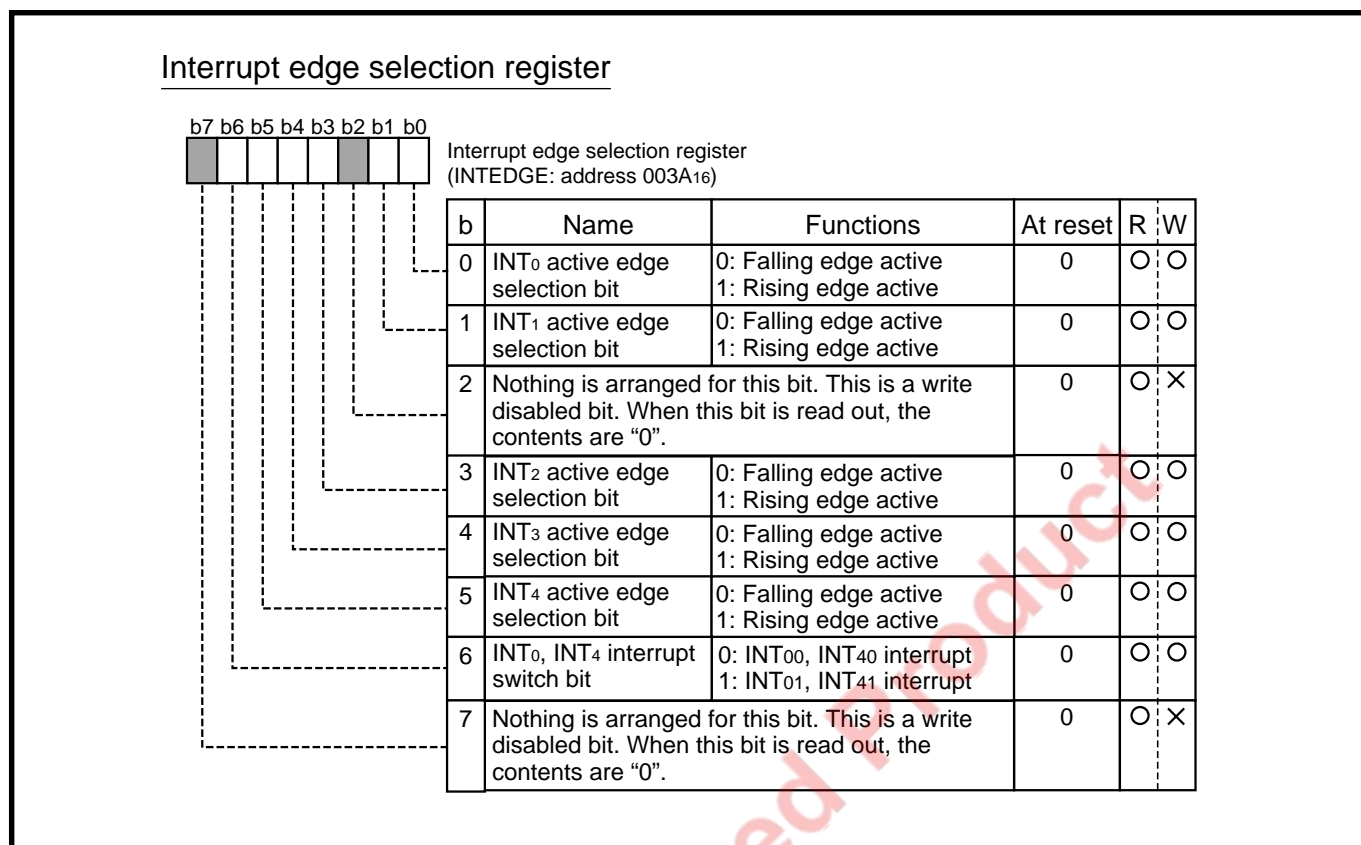 Interrupt edge selection register
b7 b6 b5 b4 b3 b2 b1 b0
Interrupt edge selection register
(INTEDGE: address 003A16)
b Name Functions At reset R W
0 INT0 active edge selection bit 0: Falling edge active 1: Rising edge active 0 ○ ○
1 INT1 active edge selection bit 0: Falling edge active 1: Rising edge active 0 ○ ○
2 Nothing is arranged for this bit. This is a write 0 ○ ×
disabled bit. When this bit is read out, the
contents are “0”.
3 INT2 active edge selection bit 0: Falling edge active 1: Rising edge active 0 ○ ○
4 INT3 active edge selection bit 0: Falling edge active 1: Rising edge active 0 ○ ○
5 INT4 active edge selection bit 0: Falling edge active 1: Rising edge active 0 ○ ○
6 INT0, INT4 interrupt switch bit 0: INT00, INT40 interrupt 1: INT01, INT41 interrupt 0 ○ ○
7 Nothing is arranged for this bit. This is a write 0 ○ ×
disabled bit. When this bit is read out, the
contents are “0”.
ed Product